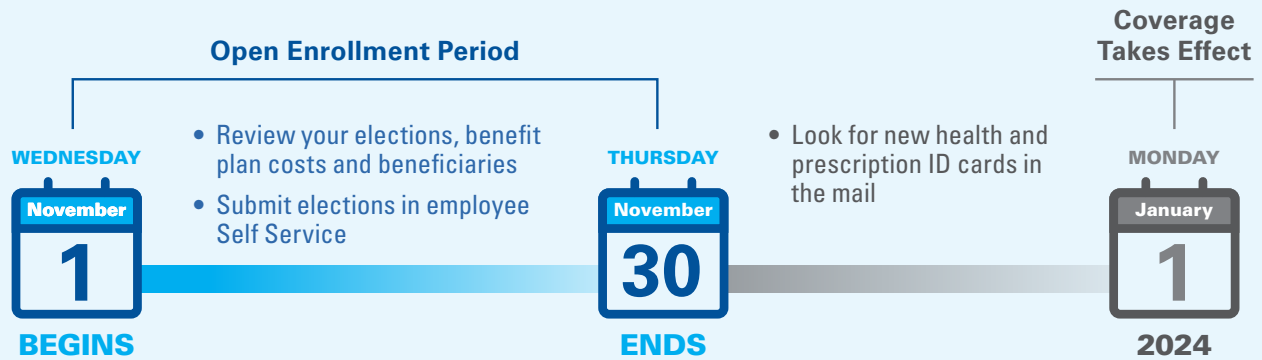 Open Enrollment Period
Coverage
Takes Effect
WEDNESDAY
November
1
BEGINS
• Review your elections, benefit
plan costs and beneficiaries
• Submit elections in employee
Self Service
THURSDAY
November
30
ENDS
• Look for new health and
prescription ID cards in
the mail
MONDAY
January
1
2024